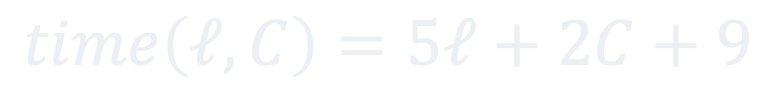 time(ℓ, C) = 5ℓ + 2C + 9